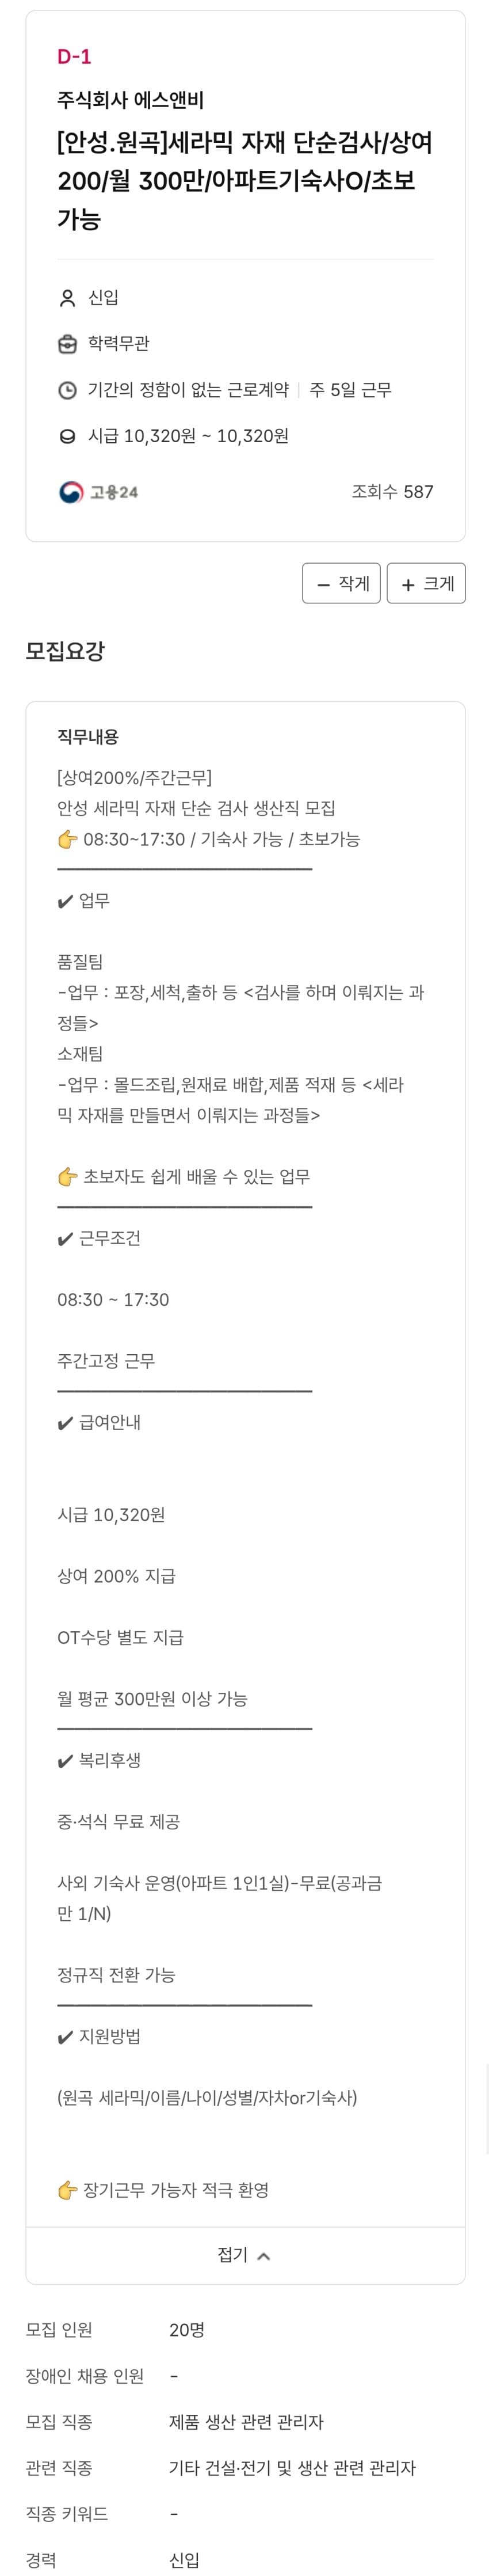 D-1
주식회사 에스앤비
[안성.원곡]세라믹 자재 단순검사/상여
200/월 300만/아파트기숙사O/초보
가능
신입
학력무관
기간의 정함이 없는 근로계약 | 주 5일 근무
시급 10,320원 ~ 10,320원
고용24 조회수 587
− 작게 + 크게
모집요강
직무내용
[상여200%/주간근무]
안성 세라믹 자재 단순 검사 생산직 모집
👉 08:30~17:30 / 기숙사 가능 / 초보가능
━━━━━━━━━━━━━━━
✔ 업무
품질팀
-업무 : 포장,세척,출하 등 <검사를 하며 이뤄지는 과
정들>
소재팀
-업무 : 몰드조립,원재료 배합,제품 적재 등 <세라
믹 자재를 만들면서 이뤄지는 과정들>
👉 초보자도 쉽게 배울 수 있는 업무
━━━━━━━━━━━━━━━
✔ 근무조건
08:30 ~ 17:30
주간고정 근무
━━━━━━━━━━━━━━━
✔ 급여안내
시급 10,320원
상여 200% 지급
OT수당 별도 지급
월 평균 300만원 이상 가능
━━━━━━━━━━━━━━━
✔ 복리후생
중·석식 무료 제공
사외 기숙사 운영(아파트 1인1실)-무료(공과금
만 1/N)
정규직 전환 가능
━━━━━━━━━━━━━━━
✔ 지원방법
(원곡 세라믹/이름/나이/성별/자차or기숙사)
👉 장기근무 가능자 적극 환영
접기
모집 인원 20명
장애인 채용 인원 -
모집 직종 제품 생산 관련 관리자
관련 직종 기타 건설·전기 및 생산 관련 관리자
직종 키워드 -
경력 신입